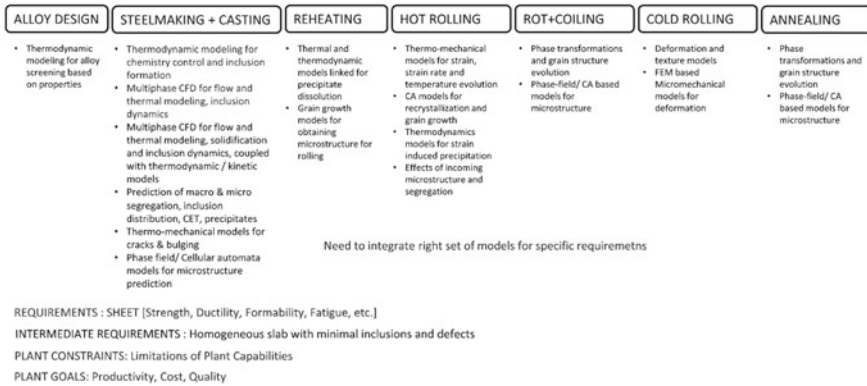 ALLOY DESIGN
• Thermodynamic
modeling for alloy
screening based
on properties
STEELMAKING + CASTING
• Thermodynamic modeling for
chemistry control and inclusion
formation
• Multiphase CFD for flow and
thermal modeling, inclusion
dynamics
• Multiphase CFD for flow and
thermal modeling, solidification
and inclusion dynamics, coupled
with thermodynamic / kinetic
models
• Prediction of macro & micro
segregation, inclusion
distribution, CET, precipitates
• Thermo-mechanical models for
cracks & bulging
• Phase field/ Cellular automata
models for microstructure
prediction
REHEATING
• Thermal and
thermodynamic
models linked for
precipitate
dissolution
• Grain growth
models for
obtaining
microstructure for
rolling
HOT ROLLING
• Thermo-mechanical
models for strain,
strain rate and
temperature evolution
• CA models for
recrystallization and
grain growth
• Thermodynamics
models for strain
induced precipitation
• Effects of incoming
microstructure and
segregation
ROT+COILING
• Phase transformations
and grain structure
evolution
• Phase-field/ CA based
models for
microstructure
COLD ROLLING
• Deformation and
texture models
• FEM based
Micromechanical
models for
deformation
ANNEALING
• Phase
transformations and
grain structure
evolution
• Phase-field/ CA
based models for
microstructure
Need to integrate right set of models for specific requiremetns
REQUIREMENTS : SHEET [Strength, Ductility, Formability, Fatigue, etc.]
INTERMEDIATE REQUIREMENTS : Homogeneous slab with minimal inclusions and defects
PLANT CONSTRAINTS: Limitations of Plant Capabilities
PLANT GOALS: Productivity, Cost, Quality